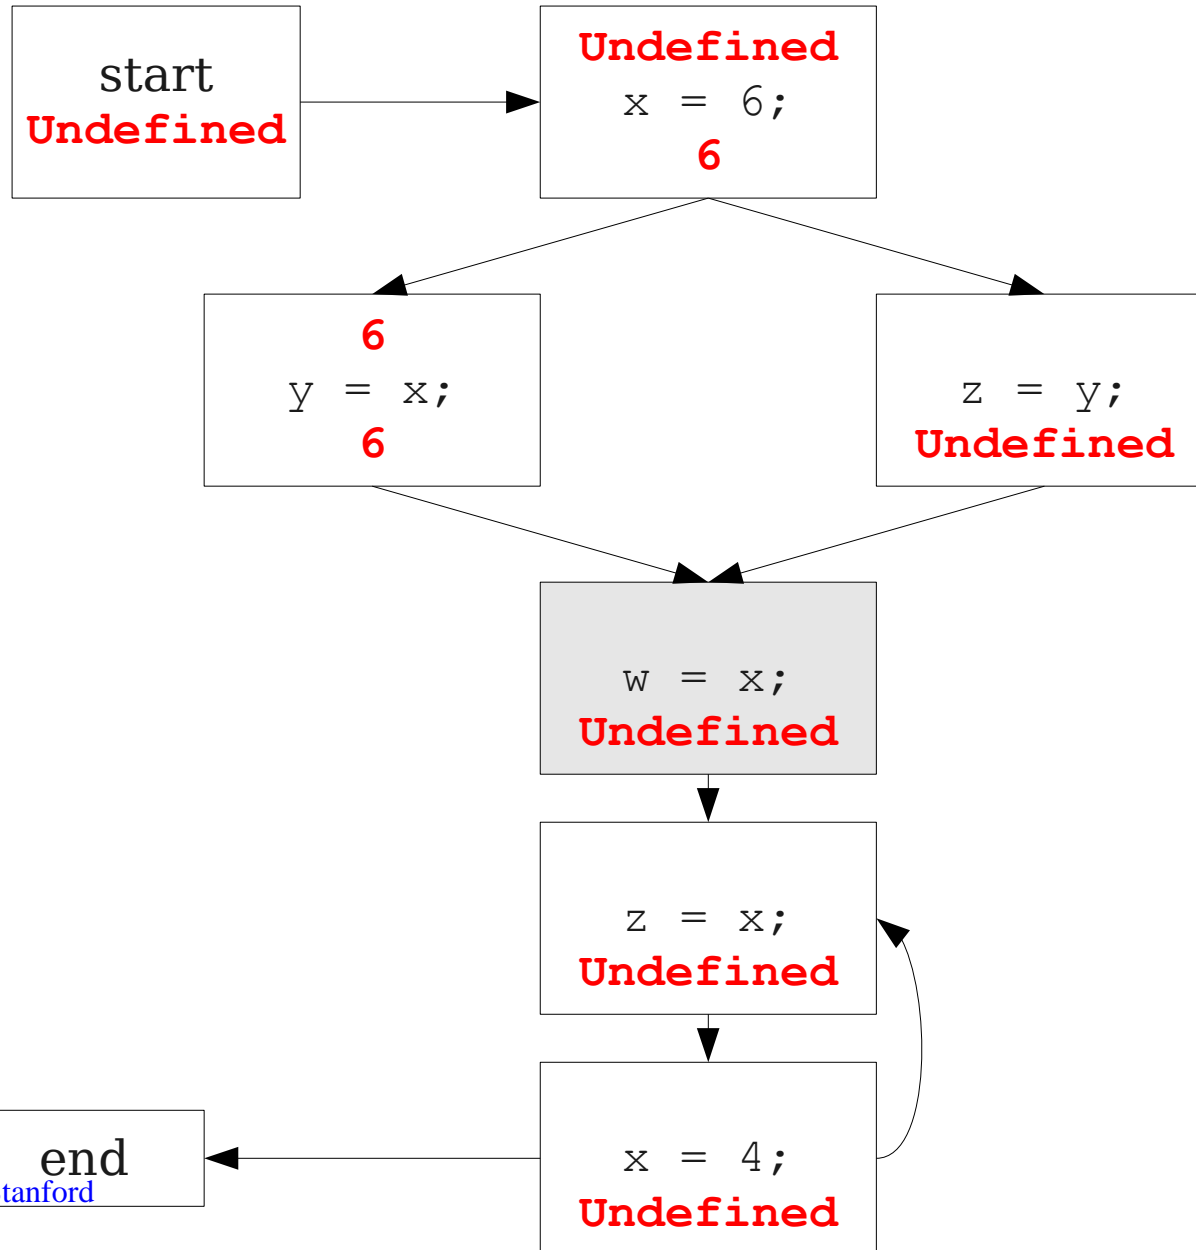 start
Undefined
Undefined
x = 6;
6
6
y = x;
6
z = y;
Undefined
w = x;
Undefined
z = x;
Undefined
x = 4;
Undefined
end
tanford